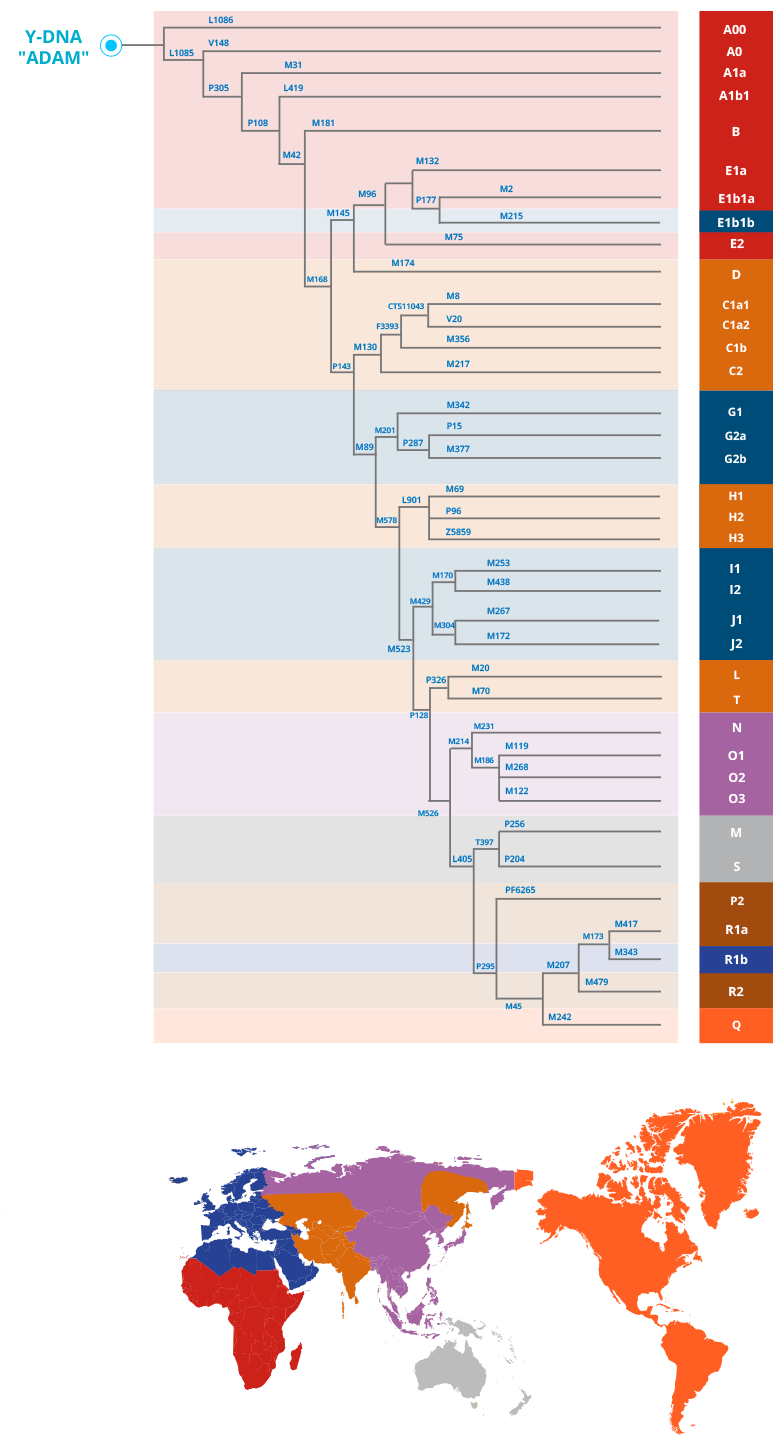 L1086
A00
Y-DNA
"ADAM"
V148
A0
L1085
M31
A1a
P305
L419
A1b1
P108
M181
B
M42
M132
E1a
M96
M2
P177
E1b1a
M145
M215
E1b1b
M75
E2
M174
D
M168
M8
C1a1
CTS11043
V20
C1a2
F3393
M356
C1b
M130
M217
C2
P143
M342
G1
P15
M201
G2a
P287
M377
G2b
M89
M69
H1
L901
P96
H2
M578
Z5859
H3
M253
I1
M170
M438
I2
M429
M267
J1
M304
M172
J2
M523
M20
L
P326
M70
T
P128
M231
N
M214
M119
O1
M186
M268
O2
M122
O3
M526
P256
M
T397
L405
P204
S
PF6265
P2
M417
R1a
M173
M343
R1b
P295
M207
M479
R2
M45
M242
Q